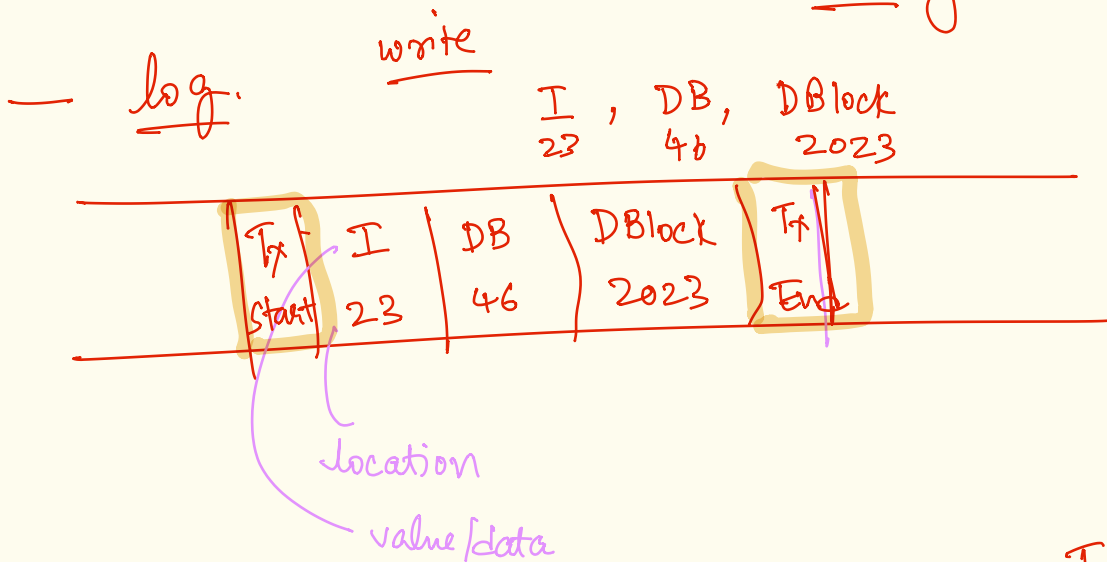 write
log.
I , DB, DBlock
23 46 2023
Tx I DB DBlock Tx
Start 23 46 2023 End
location
value/data